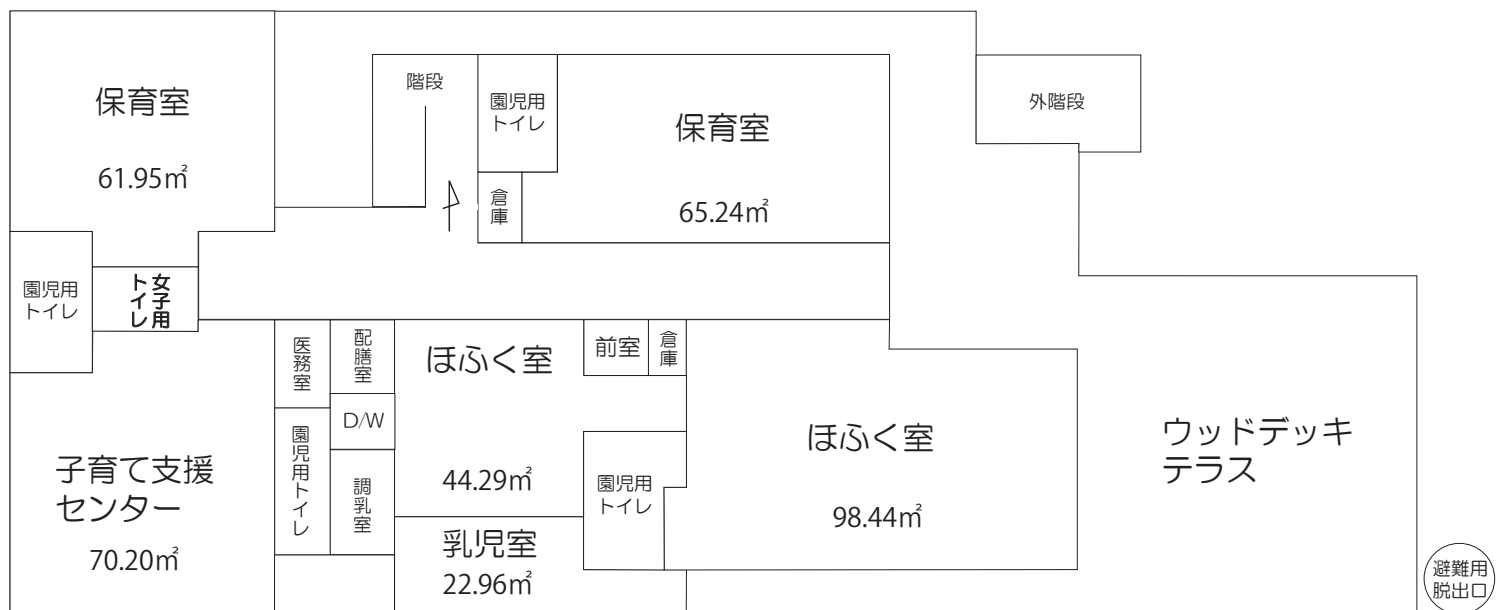 保育室
61.95㎡
階段
園児用
トイレ
倉庫
保育室
65.24㎡
外階段
園児用
トイレ
女子用
トイレ
子育て支援
センター
70.20㎡
医務室
園児用トイレ
配膳室
D/W
調乳室
ほふく室
44.29㎡
乳児室
22.96㎡
前室
倉庫
園児用
トイレ
ほふく室
98.44㎡
ウッドデッキ
テラス
避難用
脱出口